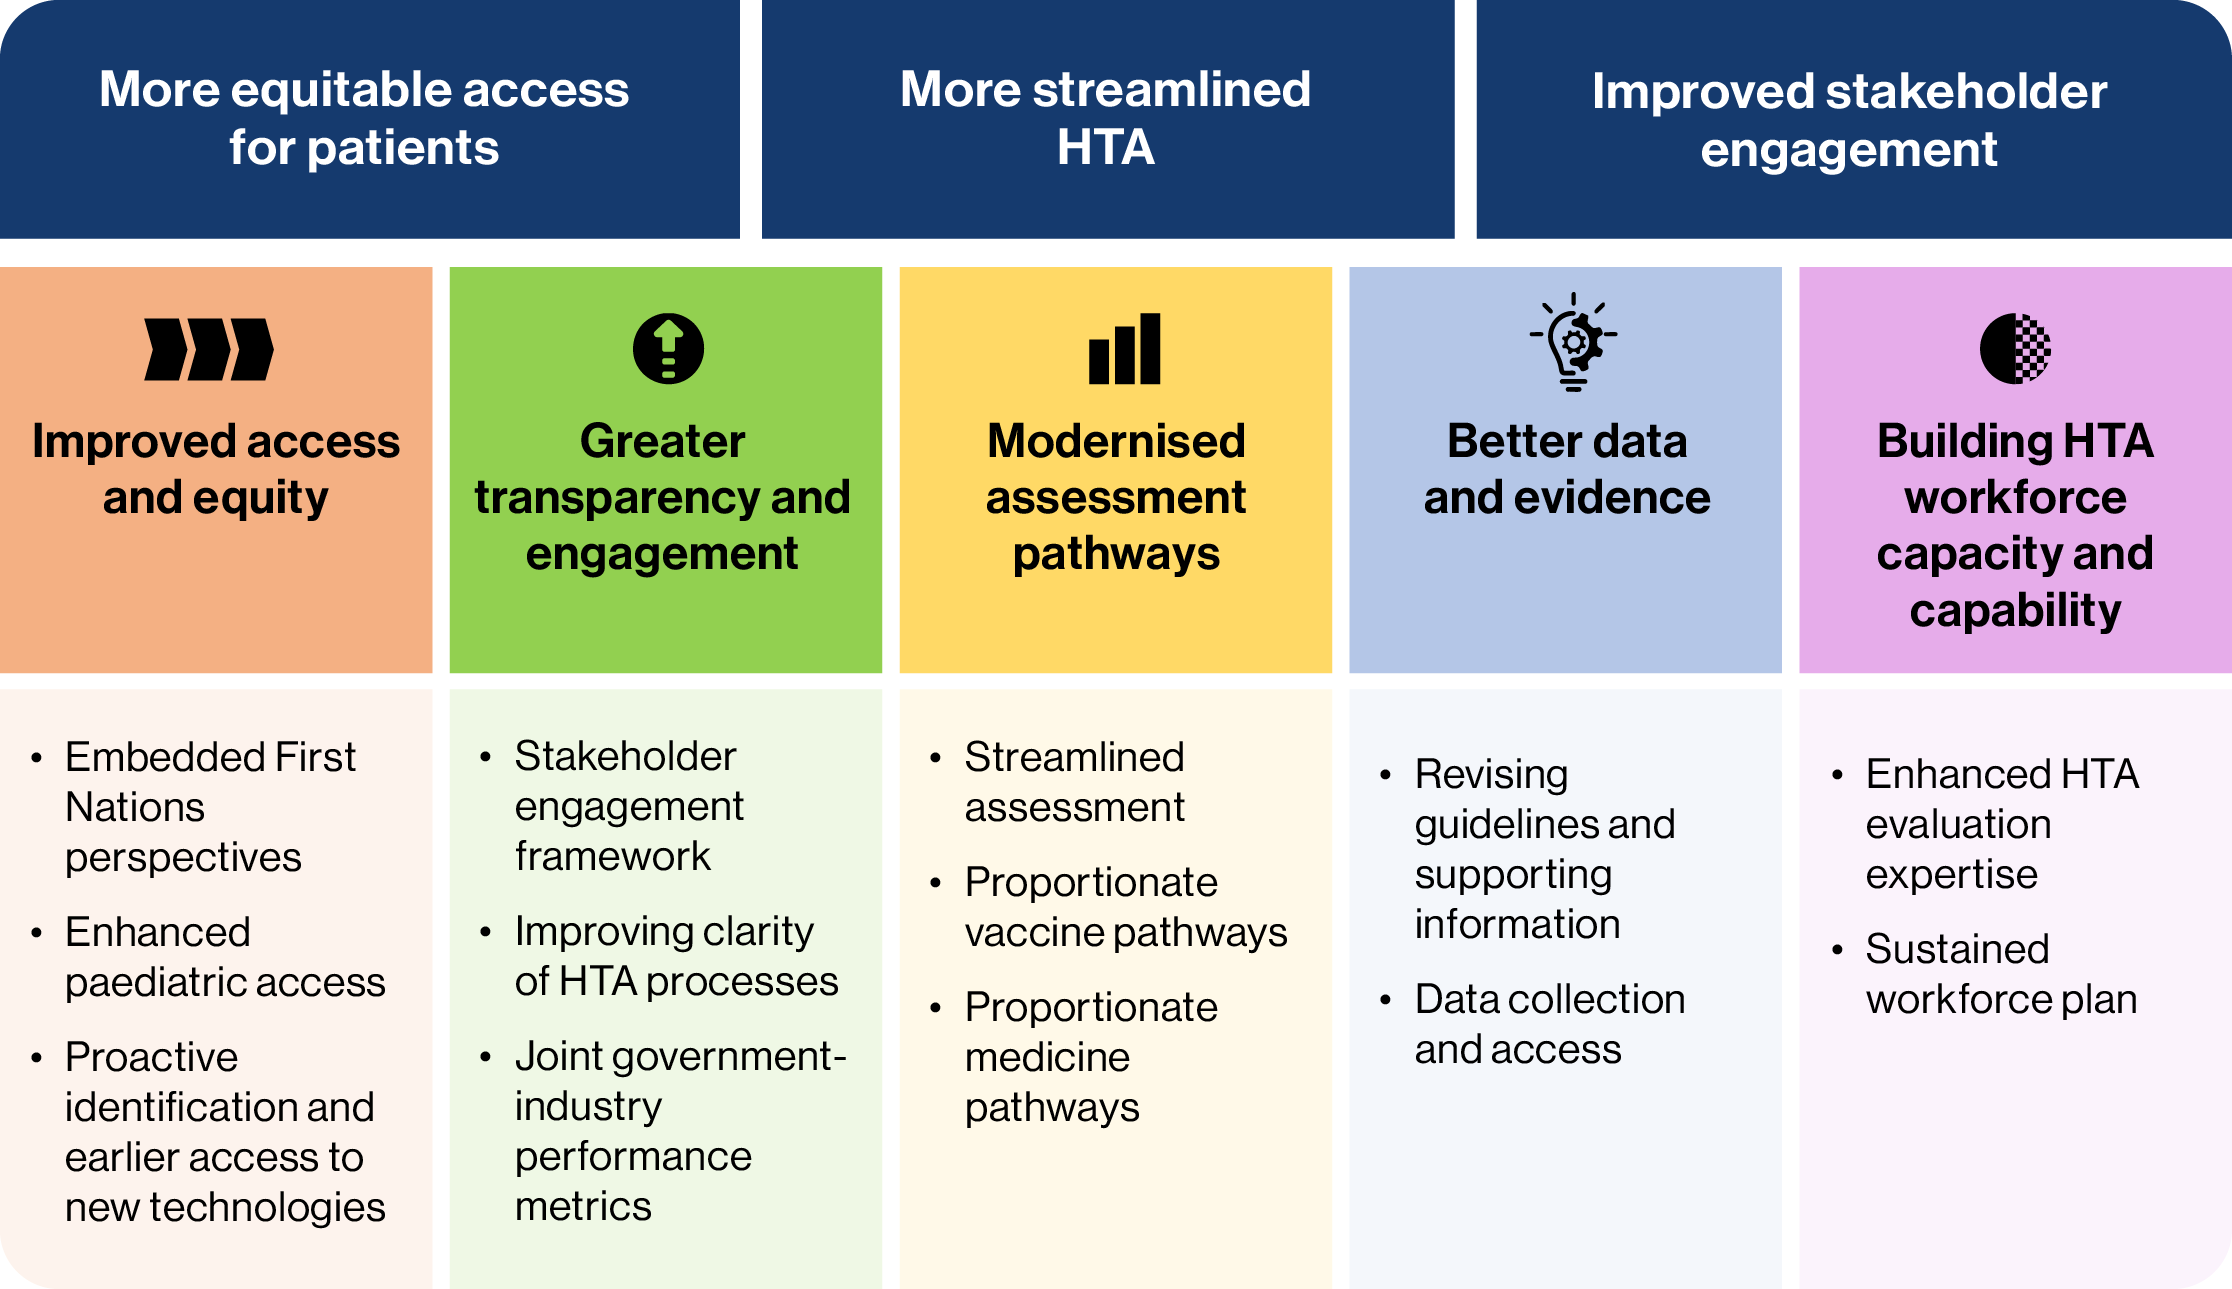 More equitable access
for patients
More streamlined
HTA
Improved stakeholder
engagement
Improved access
and equity
Greater
transparency and
engagement
Modernised
assessment
pathways
Better data
and evidence
Building HTA
workforce
capacity and
capability
• Embedded First
Nations
perspectives
• Enhanced
paediatric access
• Proactive
identification and
earlier access to
new technologies
• Stakeholder
engagement
framework
• Improving clarity
of HTA processes
• Joint government-
industry
performance
metrics
• Streamlined
assessment
• Proportionate
vaccine pathways
• Proportionate
medicine
pathways
• Revising
guidelines and
supporting
information
• Data collection
and access
• Enhanced HTA
evaluation
expertise
• Sustained
workforce plan